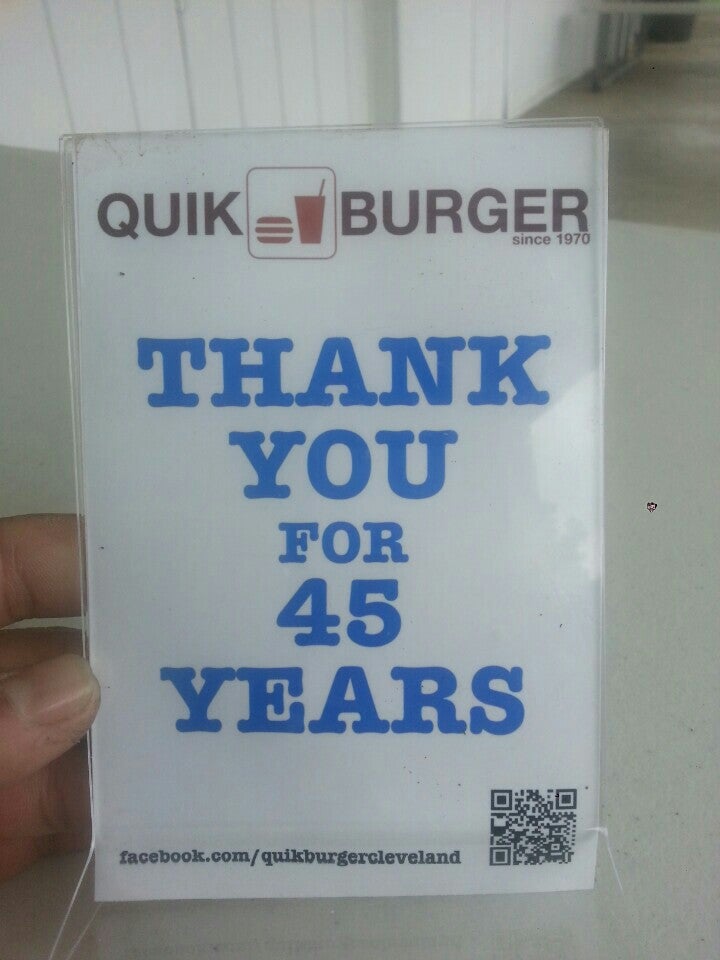 QUIK BURGER
since 1970
THANK
YOU
FOR
45
YEARS
facebook.com/quikburgercleveland